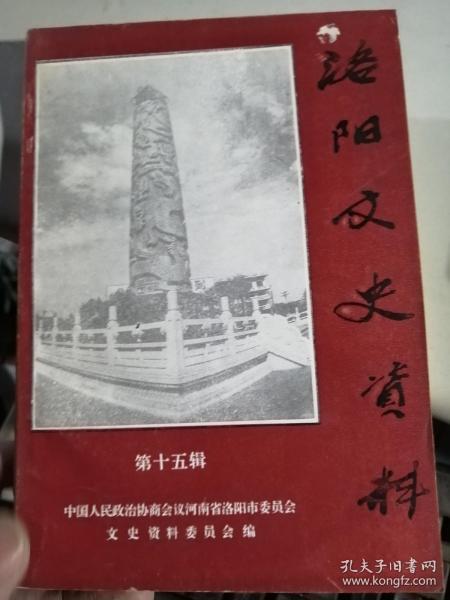 洛阳文史资料
第十五辑
中国人民政治协商会议河南省洛阳市委员会
文史资料委员会编
孔夫子旧书网
www.kongfz.com